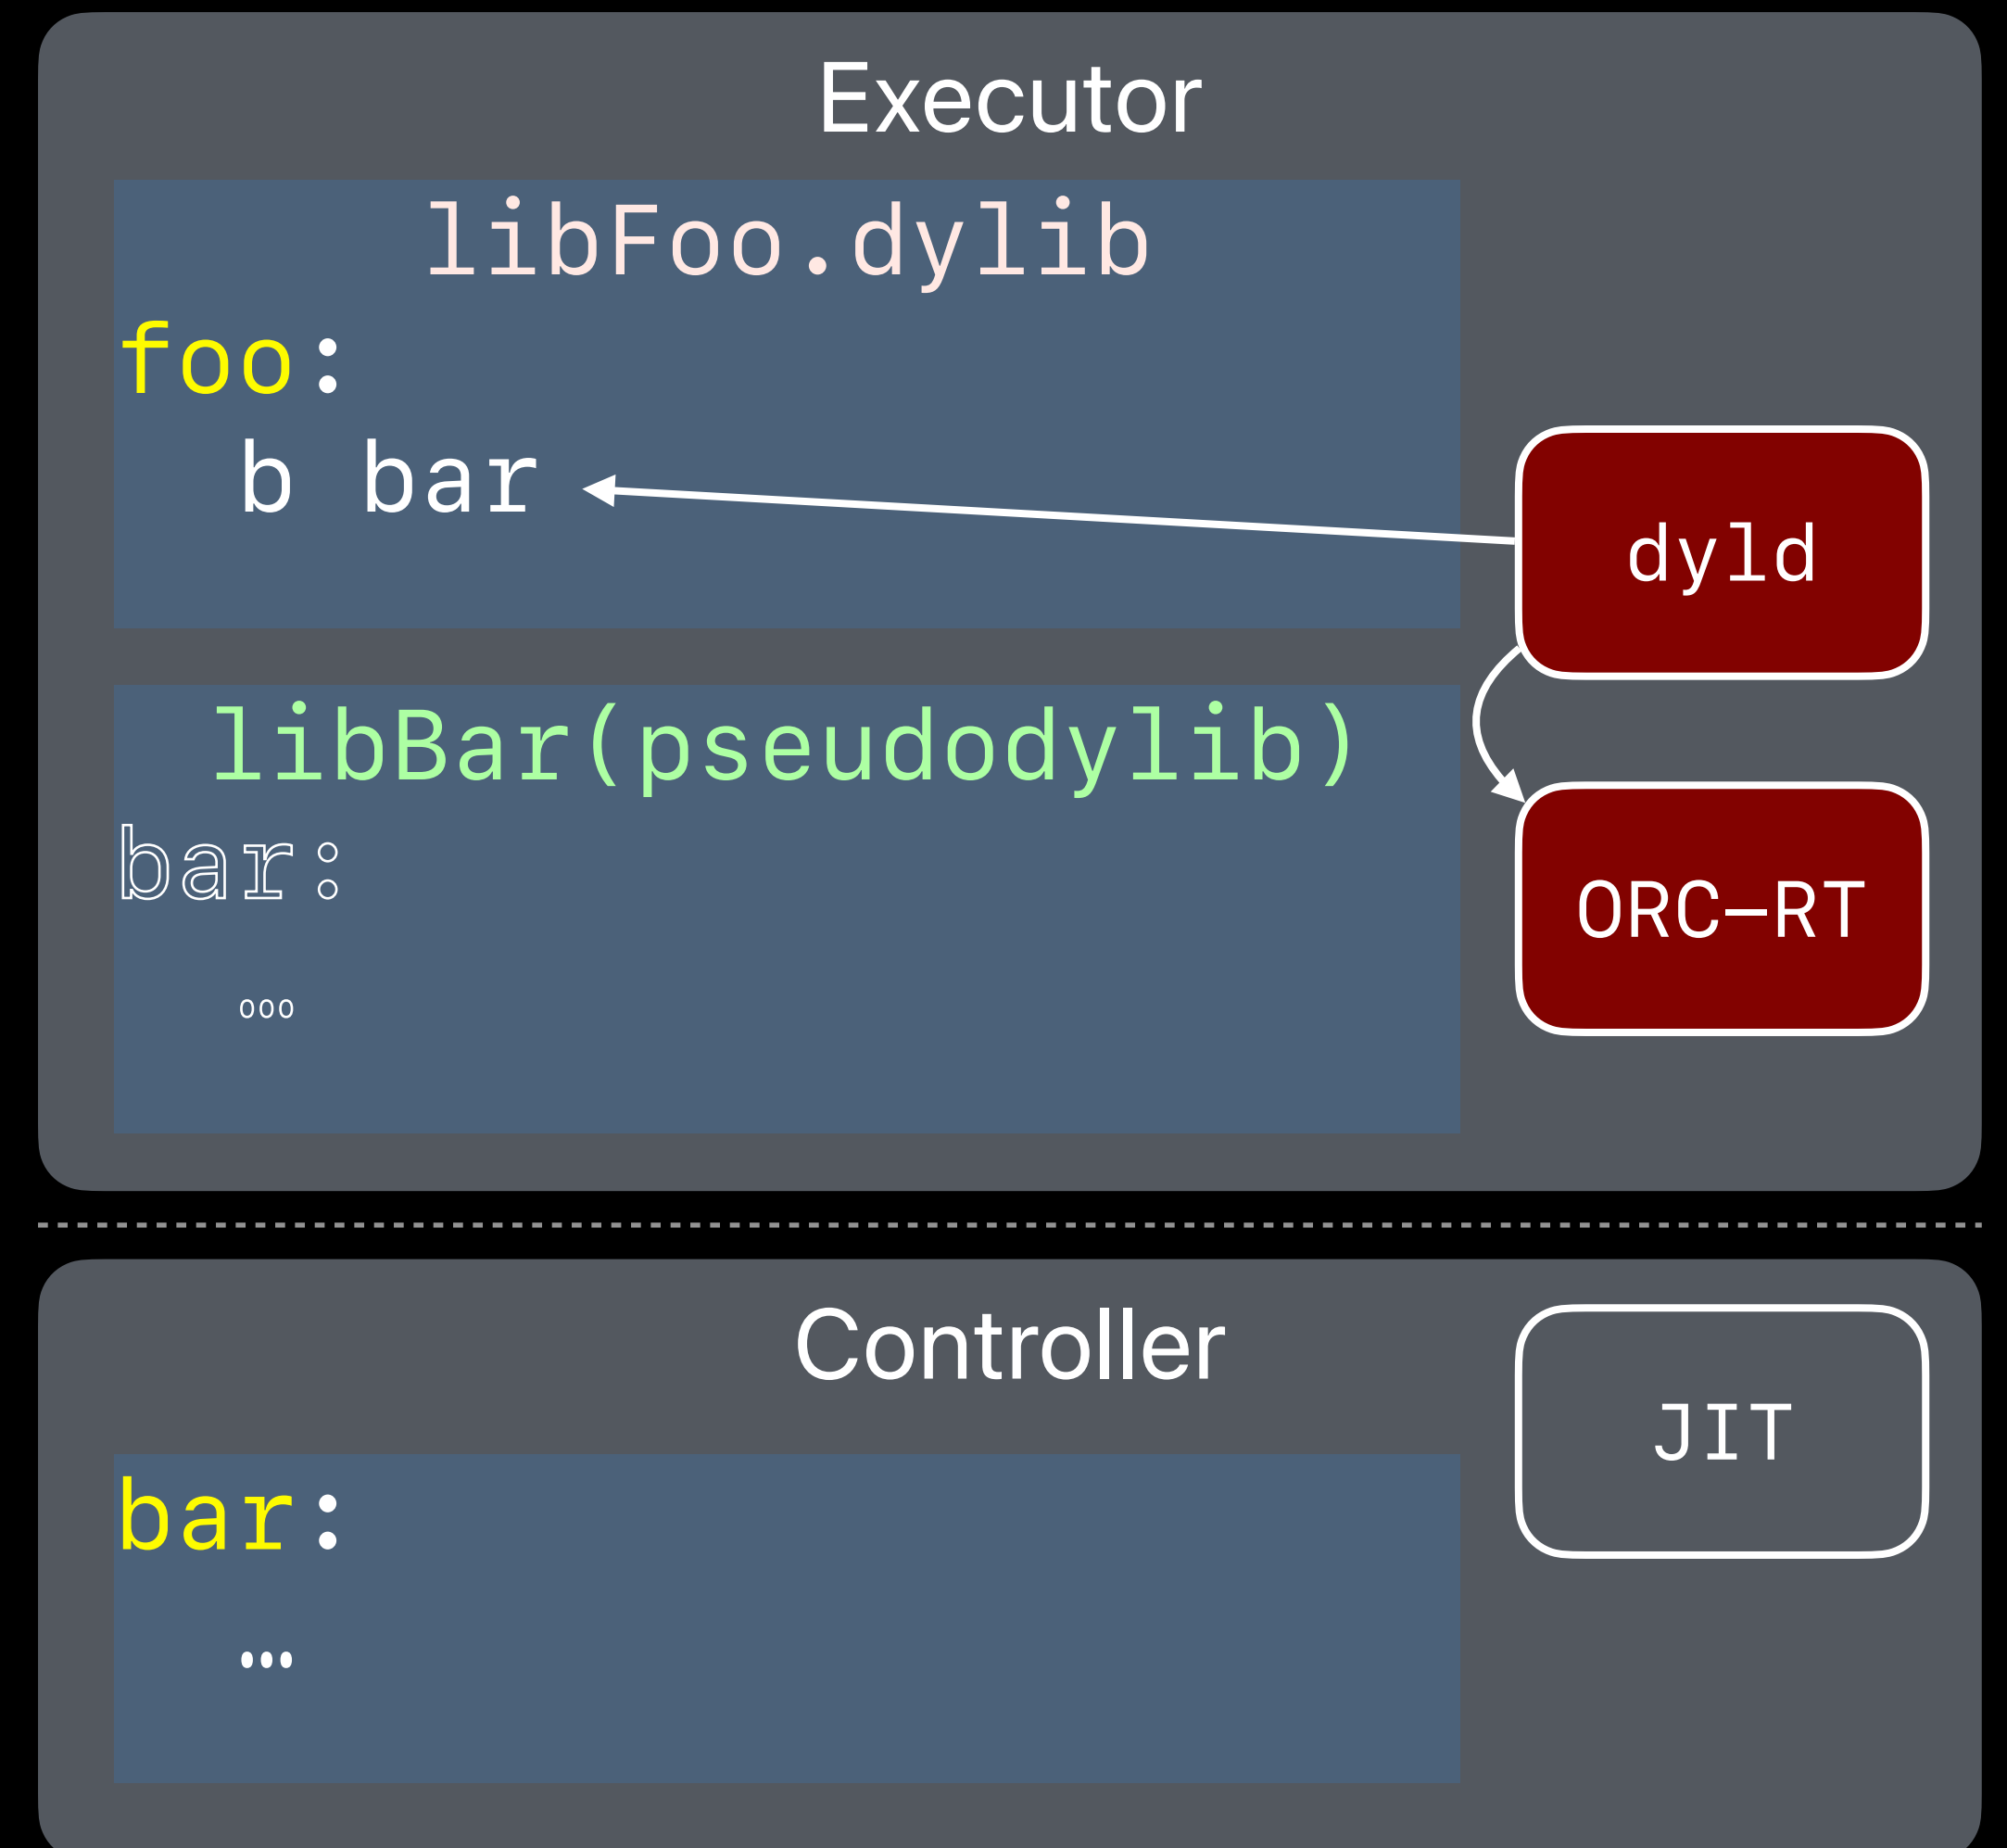 Executor
libFoo.dylib
foo:
b bar
dyld
libBar(pseudodylib)
bar:
…
ORC-RT
Controller
JIT
bar:
…